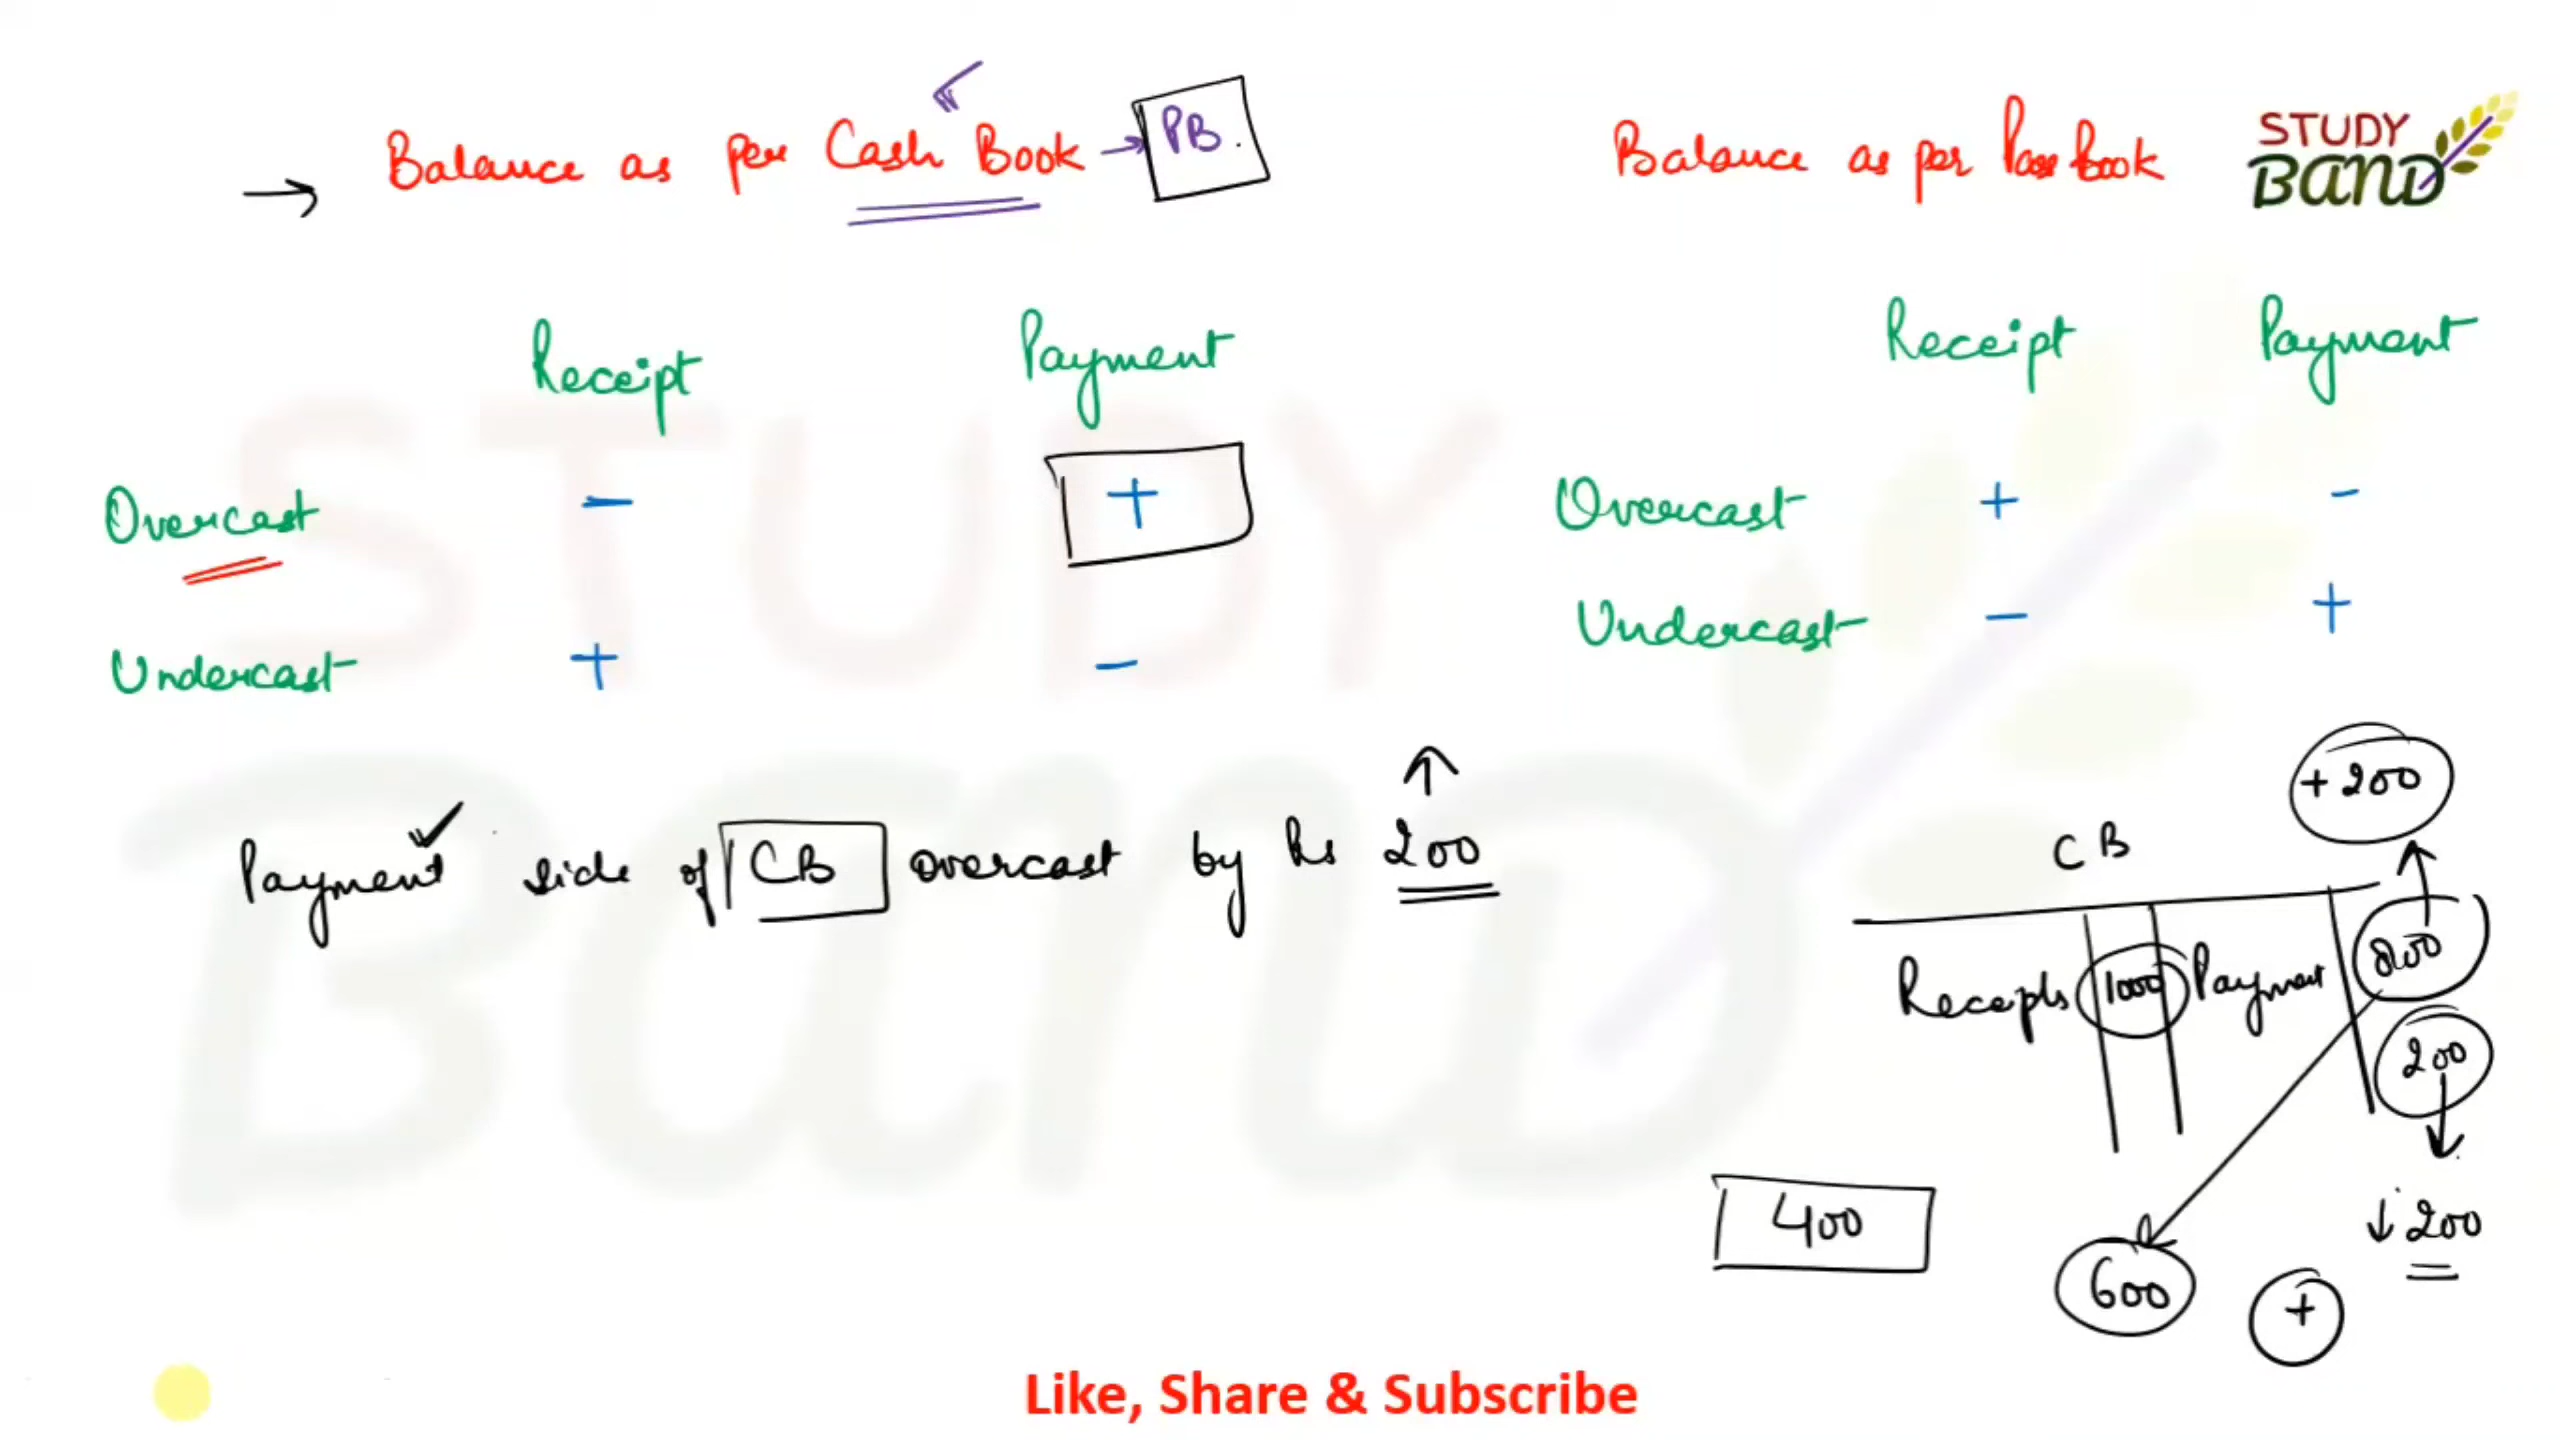 → Balance as per Cash Book → PB.
Balance as per Pass Book
STUDY
BAND
Receipt Payment
Overcast - +
Undercast + -
Receipt Payment
Overcast + -
Undercast - +
Payment side of CB overcast by Rs 200
+200
CB
Receipts 1000 Payment 800
200
↓200
400
600
+
Like, Share & Subscribe
STUDY
BAND